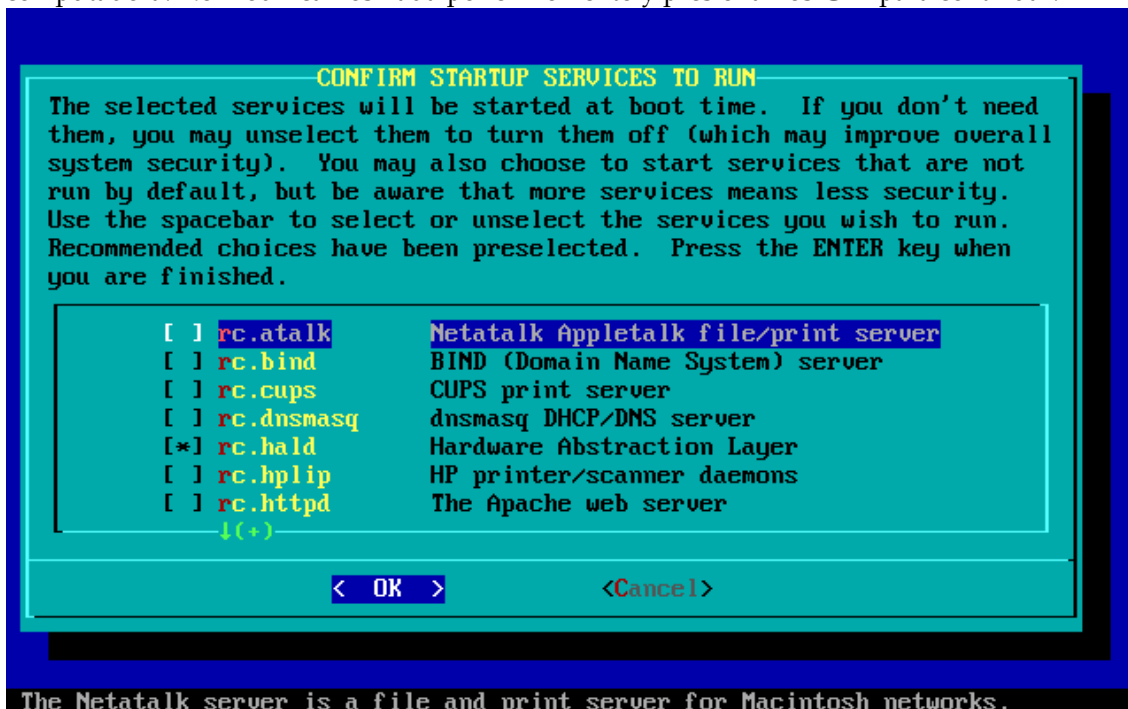 CONFIRM STARTUP SERVICES TO RUN
The selected services will be started at boot time.  If you don't need
them, you may unselect them to turn them off (which may improve overall
system security).  You may also choose to start services that are not
run by default, but be aware that more services means less security.
Use the spacebar to select or unselect the services you wish to run.
Recommended choices have been preselected.  Press the ENTER key when
you are finished.
[ ] rc.atalk Netatalk Appletalk file/print server
[ ] rc.bind BIND (Domain Name System) server
[ ] rc.cups CUPS print server
[ ] rc.dnsmasq dnsmasq DHCP/DNS server
[*] rc.hald Hardware Abstraction Layer
[ ] rc.hplip HP printer/scanner daemons
[ ] rc.httpd The Apache web server
↓(+)
< OK > <Cancel>
The Netatalk server is a file and print server for Macintosh networks.